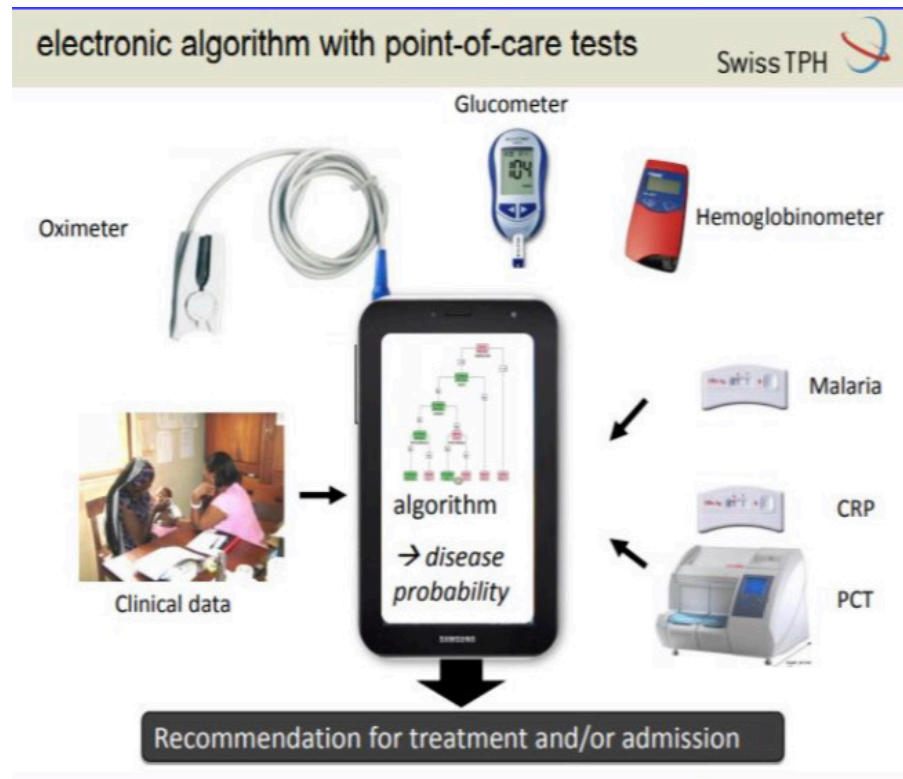 electronic algorithm with point-of-care tests
Swiss TPH
Glucometer
104
Oximeter
Hemoglobinometer
Malaria
algorithm
CRP
→ disease
probability
Clinical data
PCT
SAMSUNG
Recommendation for treatment and/or admission